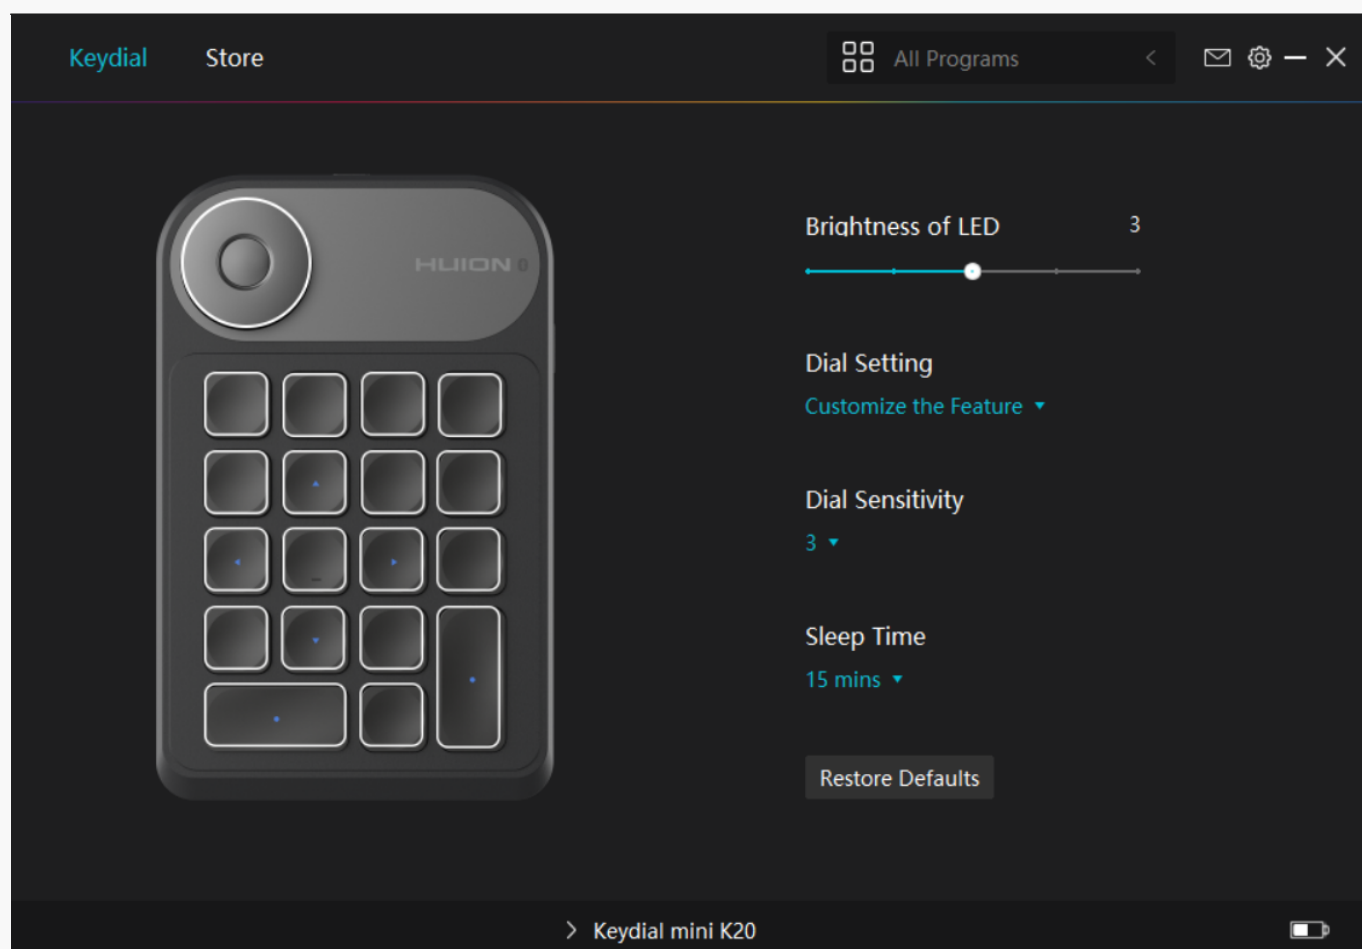 Keydial
Store
All Programs
HUION
Brightness of LED 3
Dial Setting
Customize the Feature
Dial Sensitivity
3
Sleep Time
15 mins
Restore Defaults
Keydial mini K20